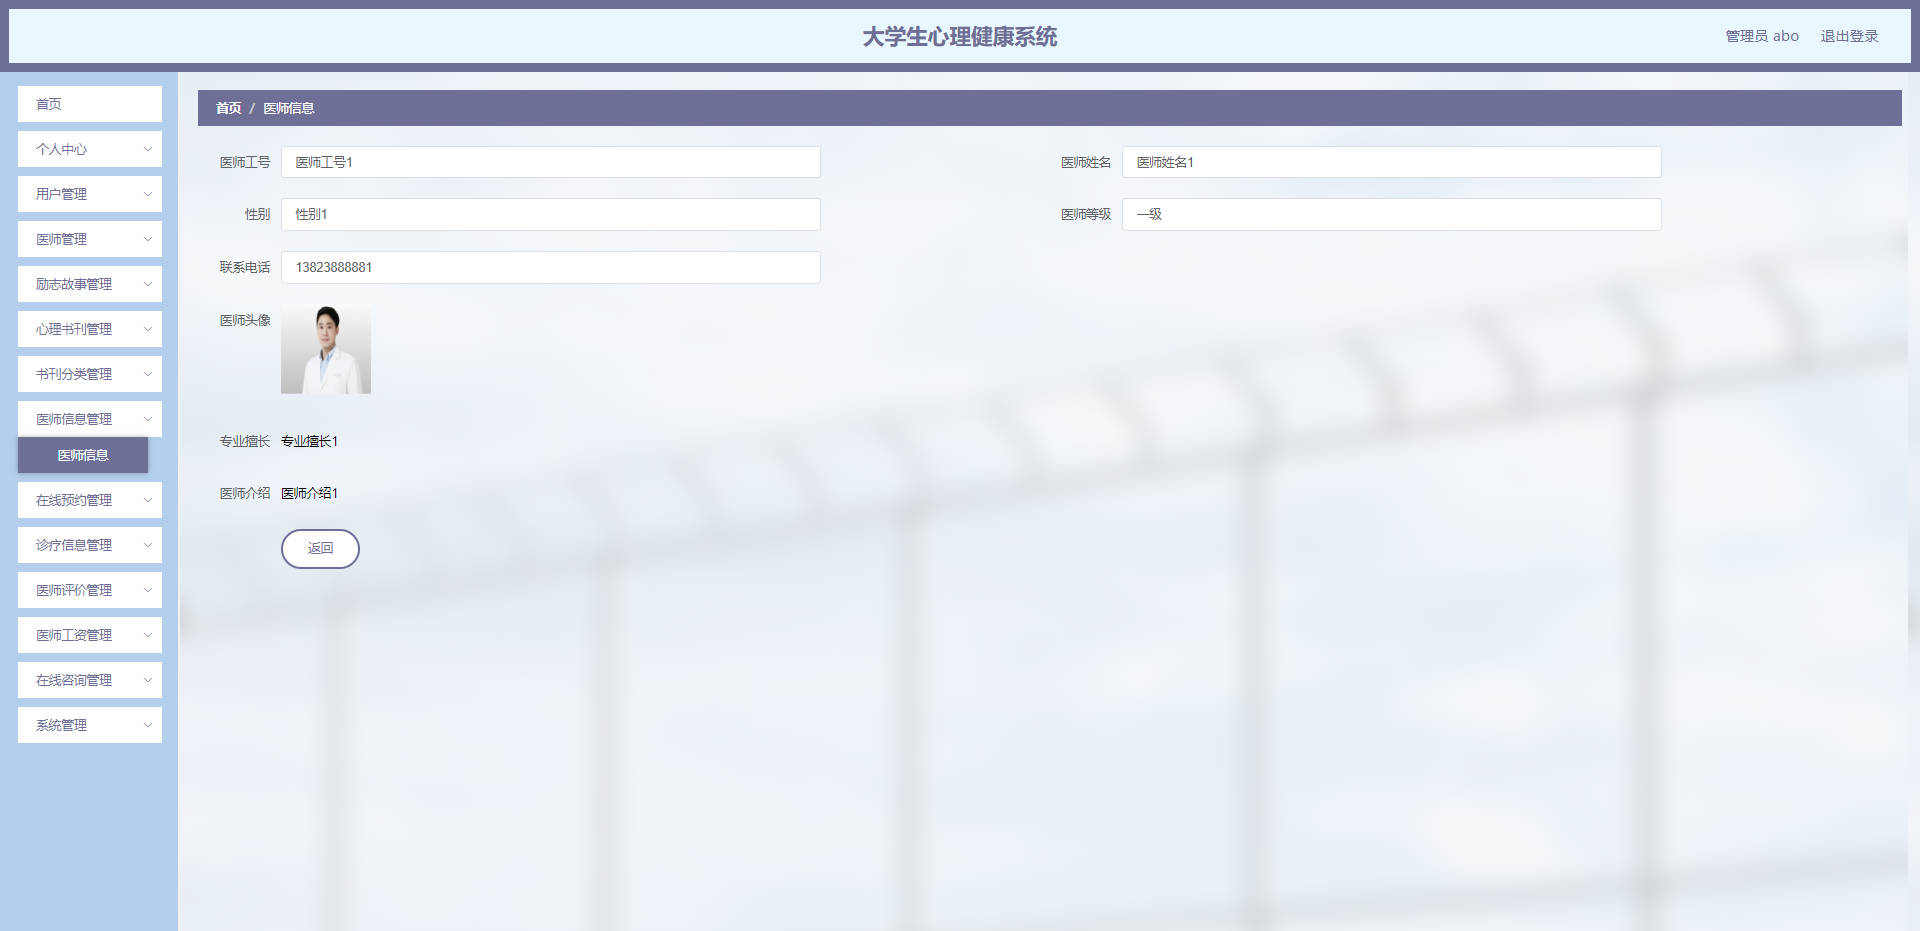 大学生心理健康系统
管理员 abo 退出登录
首页
个人中心
用户管理
医师管理
励志故事管理
心理书刊管理
书刊分类管理
医师信息管理
医师信息
在线预约管理
诊疗信息管理
医师评价管理
医师工资管理
在线咨询管理
系统管理
首页 / 医师信息
医师工号 医师工号1 医师姓名 医师姓名1
性别 性别1 医师等级 一级
联系电话 13823888881
医师头像
专业擅长 专业擅长1
医师介绍 医师介绍1
返回